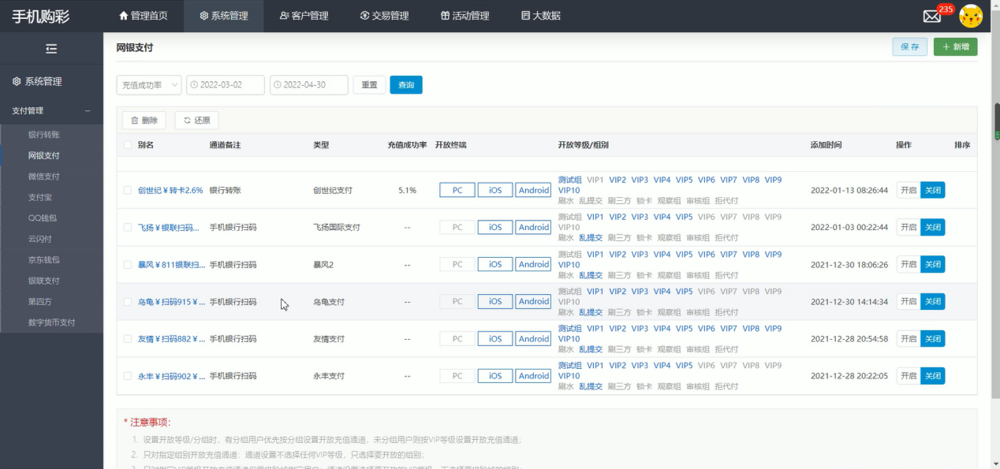 手机购彩
管理首页 系统管理 客户管理 交易管理 活动管理 大数据 235
系统管理
支付管理
银行转账
网银支付
微信支付
支付宝
QQ钱包
云闪付
京东钱包
银联支付
第四方
数字货币支付
网银支付 保存 + 新增
充值成功率 2022-03-02 2022-04-30 重置 查询
删除 还原
别名 通道备注 类型 充值成功率 开放终端 开放等级/组别 添加时间 操作 排序
测试组 VIP1 VIP2 VIP3 VIP4 VIP5 VIP6 VIP7 VIP8 VIP9
创世纪¥转卡2.6% 银行转账 创世纪支付 5.1% PC iOS Android VIP10 2022-01-13 08:26:44 开启 关闭
刷水 乱提交 刷三方 锁卡 观察组 审核组 拒代付
测试组 VIP1 VIP2 VIP3 VIP4 VIP5 VIP6 VIP7 VIP8 VIP9
飞扬¥银联扫码... 手机银行扫码 飞扬国际支付 -- PC iOS Android VIP10 2022-01-03 00:22:44 开启 关闭
刷水 乱提交 刷三方 锁卡 观察组 审核组 拒代付
测试组 VIP1 VIP2 VIP3 VIP4 VIP5 VIP6 VIP7 VIP8 VIP9
暴风¥811银联扫... 手机银行扫码 暴风2 -- PC iOS Android VIP10 2021-12-30 18:06:26 开启 关闭
刷水 乱提交 刷三方 锁卡 观察组 审核组 拒代付
测试组 VIP1 VIP2 VIP3 VIP4 VIP5 VIP6 VIP7 VIP8 VIP9
乌龟¥扫码915¥... 手机银行扫码 乌龟支付 -- PC iOS Android VIP10 2021-12-30 14:14:34 开启 关闭
刷水 乱提交 刷三方 锁卡 观察组 审核组 拒代付
测试组 VIP1 VIP2 VIP3 VIP4 VIP5 VIP6 VIP7 VIP8 VIP9
友情¥扫码882¥... 手机银行扫码 友情支付 -- PC iOS Android VIP10 2021-12-28 20:54:58 开启 关闭
刷水 乱提交 刷三方 锁卡 观察组 审核组 拒代付
测试组 VIP1 VIP2 VIP3 VIP4 VIP5 VIP6 VIP7 VIP8 VIP9
永丰¥扫码902¥... 手机银行扫码 永丰支付 -- PC iOS Android VIP10 2021-12-28 20:22:05 开启 关闭
刷水 乱提交 刷三方 锁卡 观察组 审核组 拒代付
* 注意事项:
1. 设置开放等级/分组时，有分组用户优先按分组设置开放充值通道，未分组用户则按VIP等级设置开放充值通道；
2. 只对指定组别开放充值通道：通道设置不选择任何VIP等级，只选择要开放的组别；